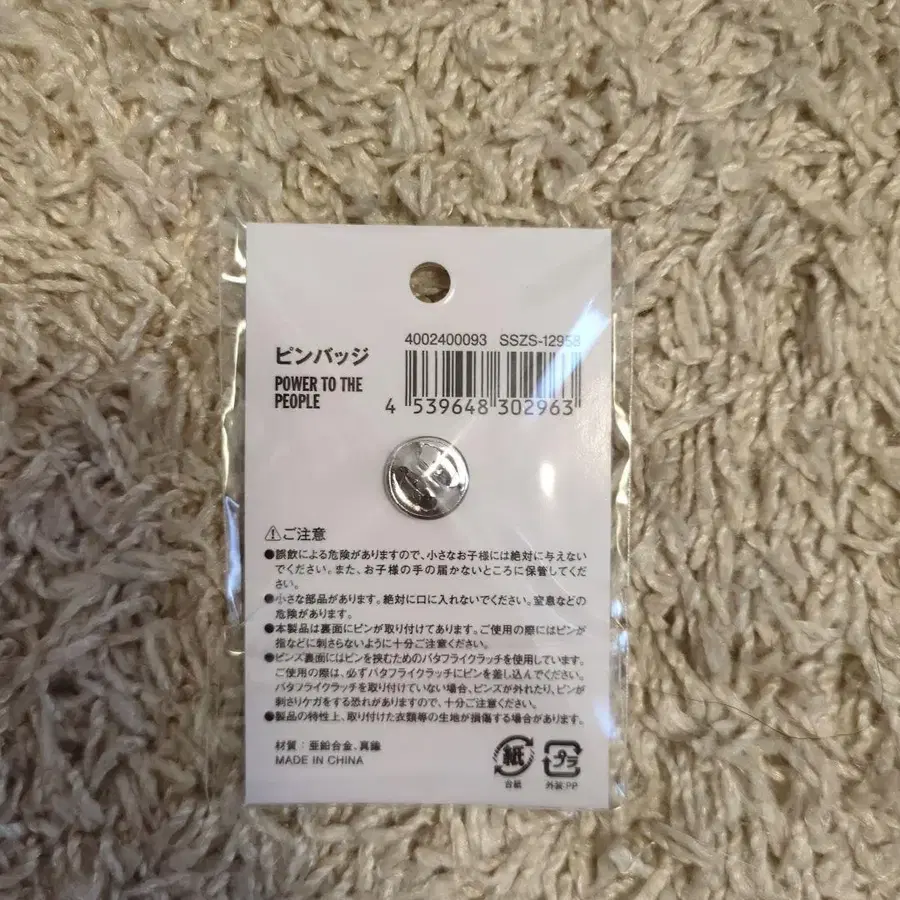 4002400093 SSZS-12958
ピンバッジ
POWER TO THE
PEOPLE
4 539648 302963
⚠ご注意
●誤飲による危険がありますので、小さなお子様には絶対に与えない
でください。また、お子様の手の届かないところに保管してくだ
さい。
●小さな部品があります。絶対に口に入れないでください。窒息などの
危険があります。
●本製品は裏面にピンが取り付けてあります。ご使用の際にはピンが
指などに刺さらないように十分ご注意ください。
●ピンズ裏面にはピンを挟むためのバタフライクラッチを使用しています。
ご使用の際は、必ずバタフライクラッチにピンを差し込んでください。
バタフライクラッチを取り付けていない場合、ピンズが外れたり、ピンが
刺さりケガをする恐れがありますので、十分ご注意ください。
●製品の特性上、取り付けた衣類等の生地が損傷する場合があります。
材質：亜鉛合金、真鍮
MADE IN CHINA
紙
プラ
台紙
外装:PP